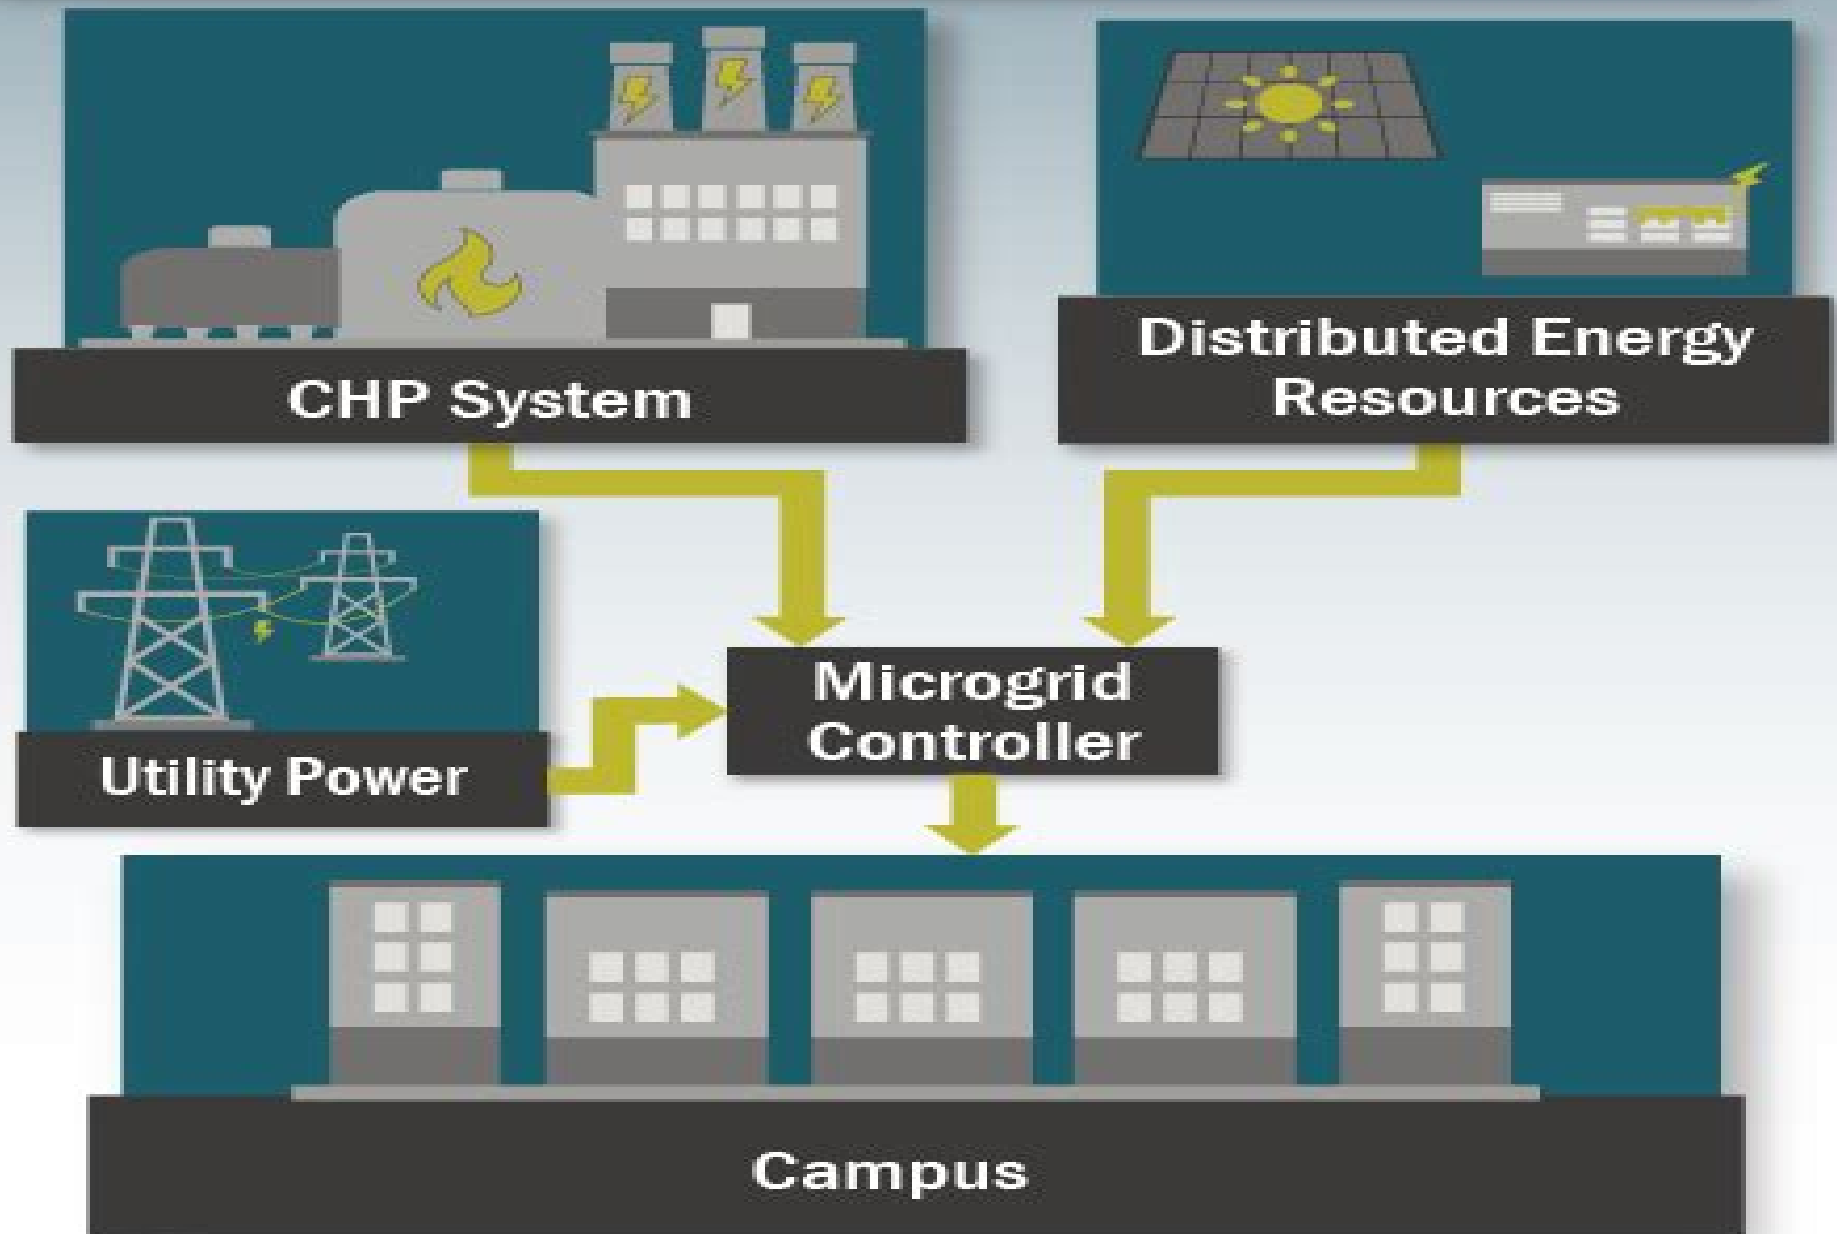 CHP System
Distributed Energy
Resources
Utility Power
Microgrid
Controller
Campus